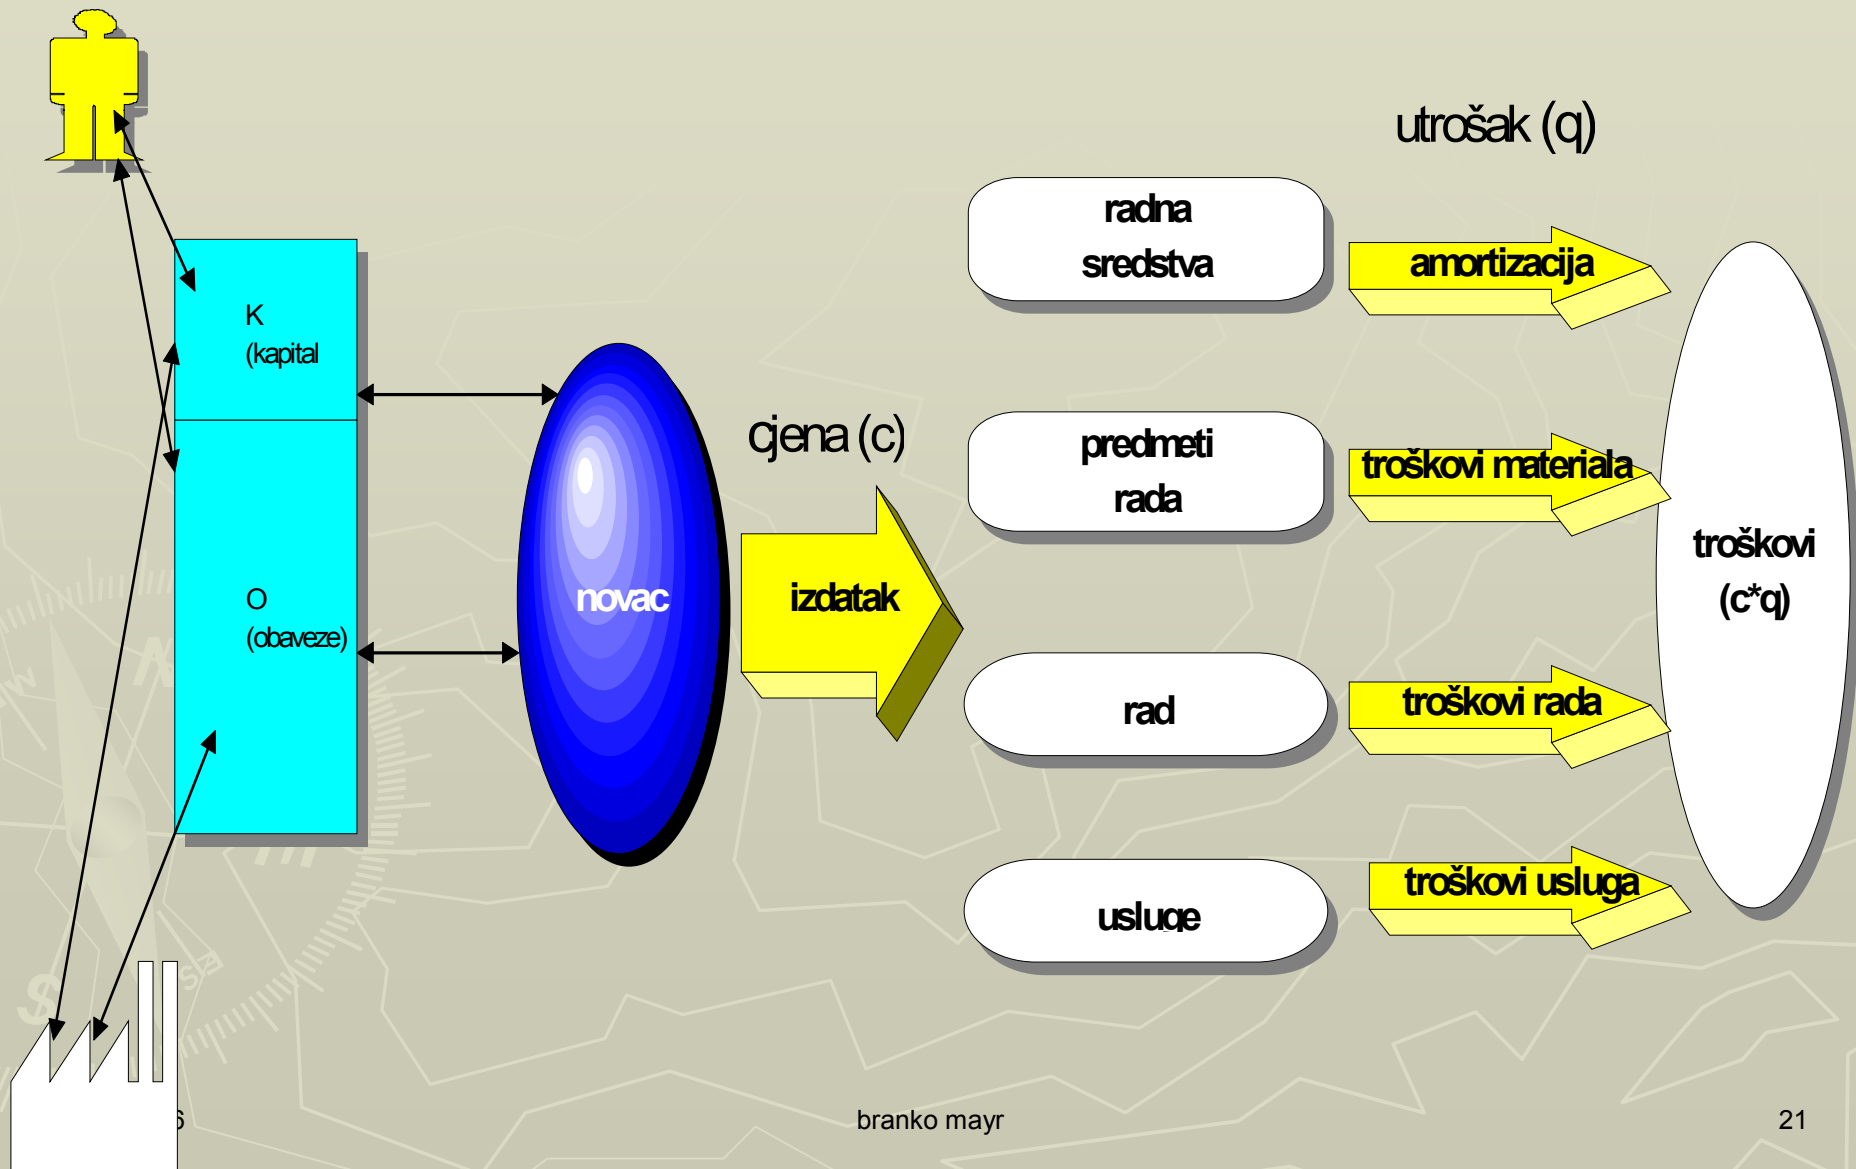 utrošak (q)
radna
sredstva
amortizacija
K
(kapital
cjena (c)
predmeti
rada
troškovi materiala
troškovi
(c*q)
O
(obaveze)
novac
izdatak
rad
troškovi rada
usluge
troškovi usluga
6
branko mayr
21